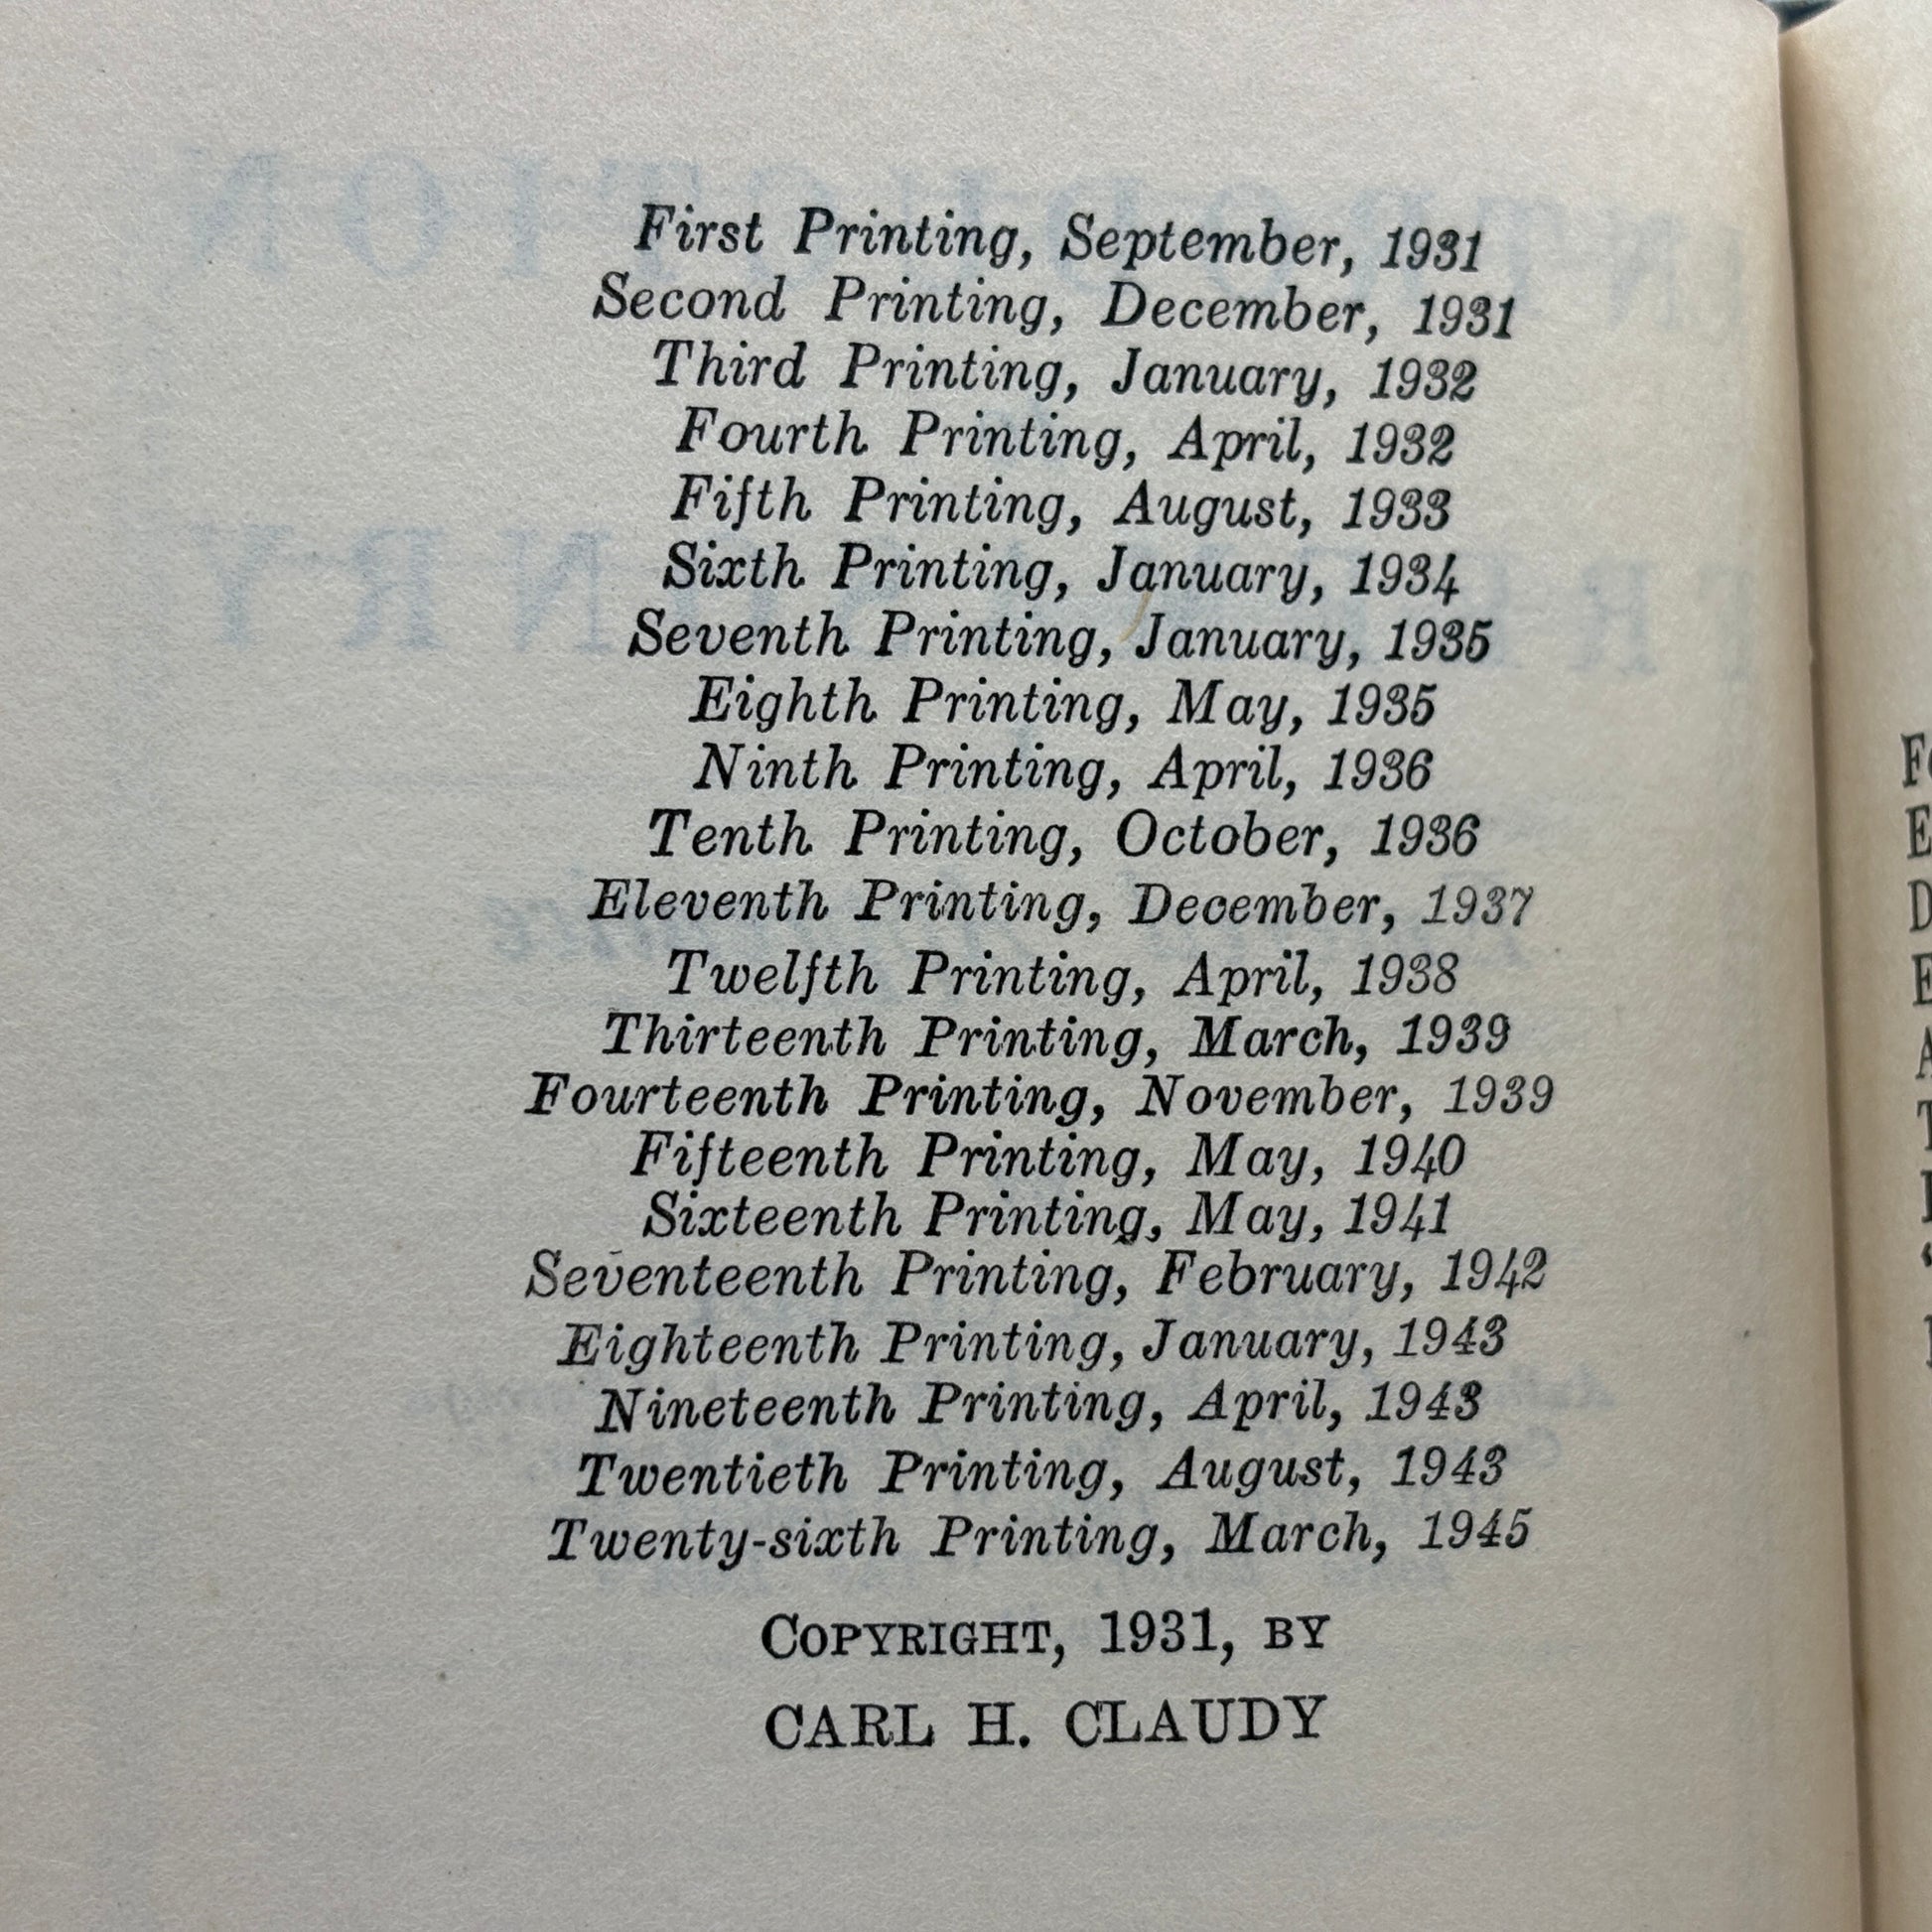 First Printing, September, 1931
Second Printing, December, 1931
Third Printing, January, 1932
Fourth Printing, April, 1932
Fifth Printing, August, 1933
Sixth Printing, January, 1934
Seventh Printing, January, 1935
Eighth Printing, May, 1935
Ninth Printing, April, 1936
Tenth Printing, October, 1936
Eleventh Printing, December, 1937
Twelfth Printing, April, 1938
Thirteenth Printing, March, 1939
Fourteenth Printing, November, 1939
Fifteenth Printing, May, 1940
Sixteenth Printing, May, 1941
Seventeenth Printing, February, 1942
Eighteenth Printing, January, 1943
Nineteenth Printing, April, 1943
Twentieth Printing, August, 1943
Twenty-sixth Printing, March, 1945
COPYRIGHT, 1931, BY
CARL H. CLAUDY